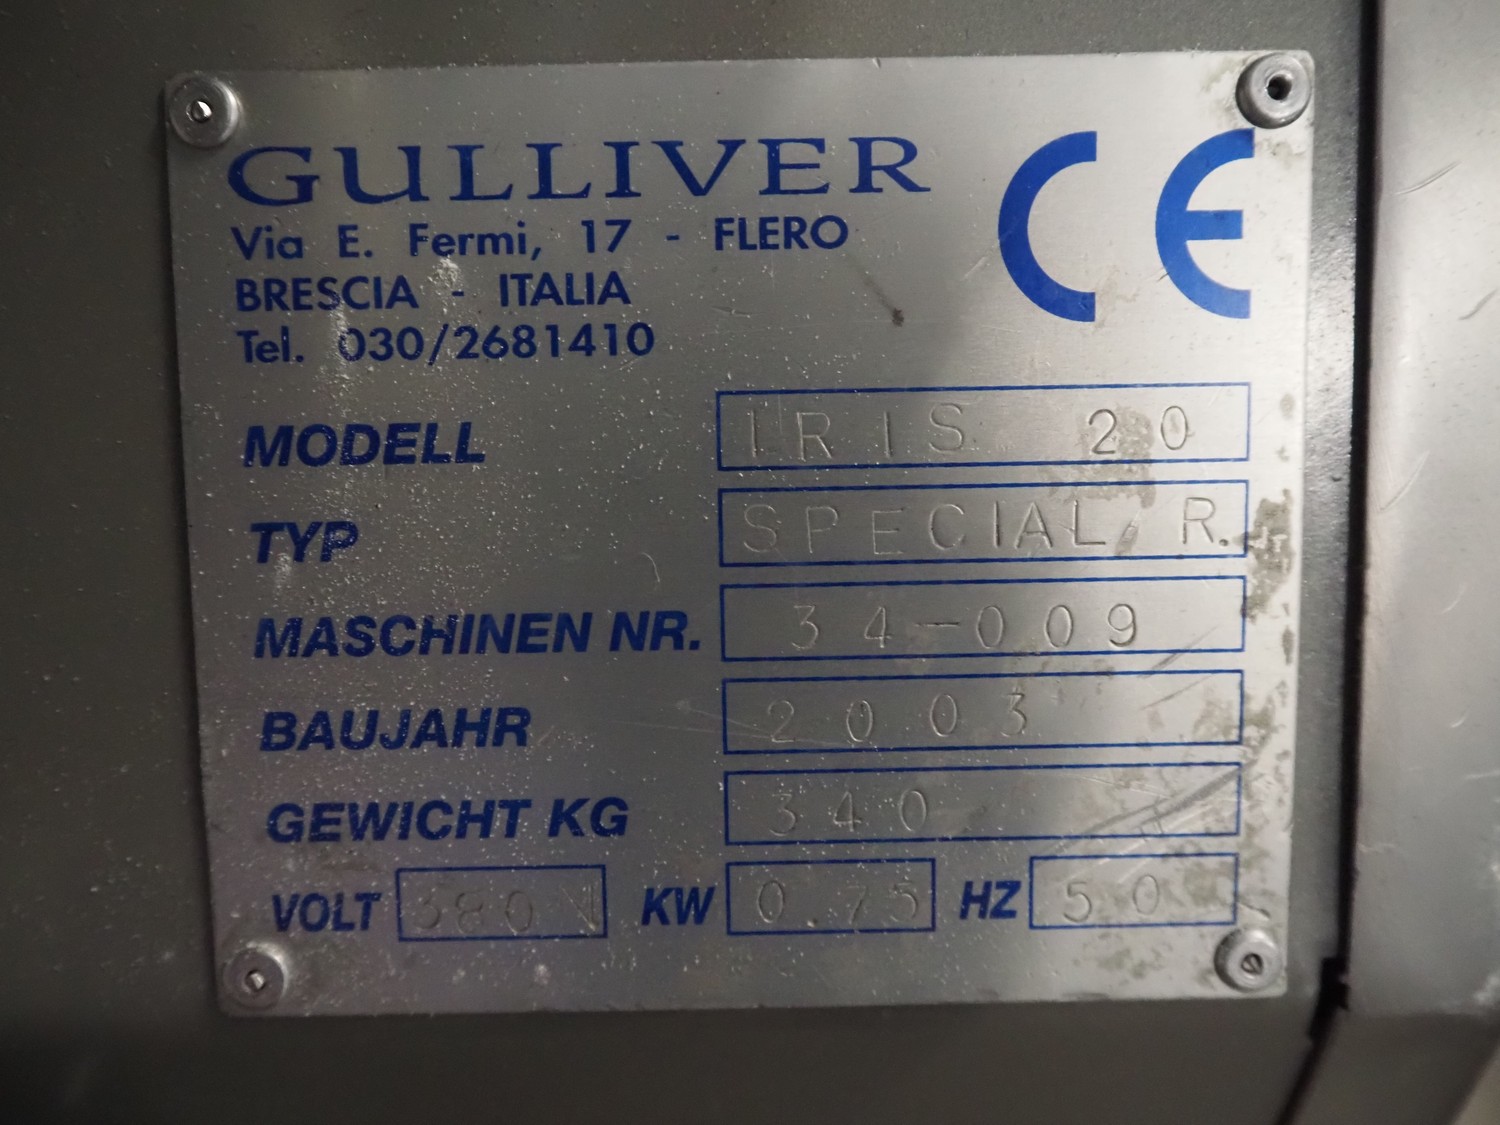 GULLIVER
Via E. Fermi, 17 - FLERO
BRESCIA - ITALIA
Tel. 030/2681410
CE
MODELL IRIS 20
TYP SPECIAL R.
MASCHINEN NR. 34-009
BAUJAHR 2003
GEWICHT KG 340
VOLT 380 V KW 0.75 HZ 50